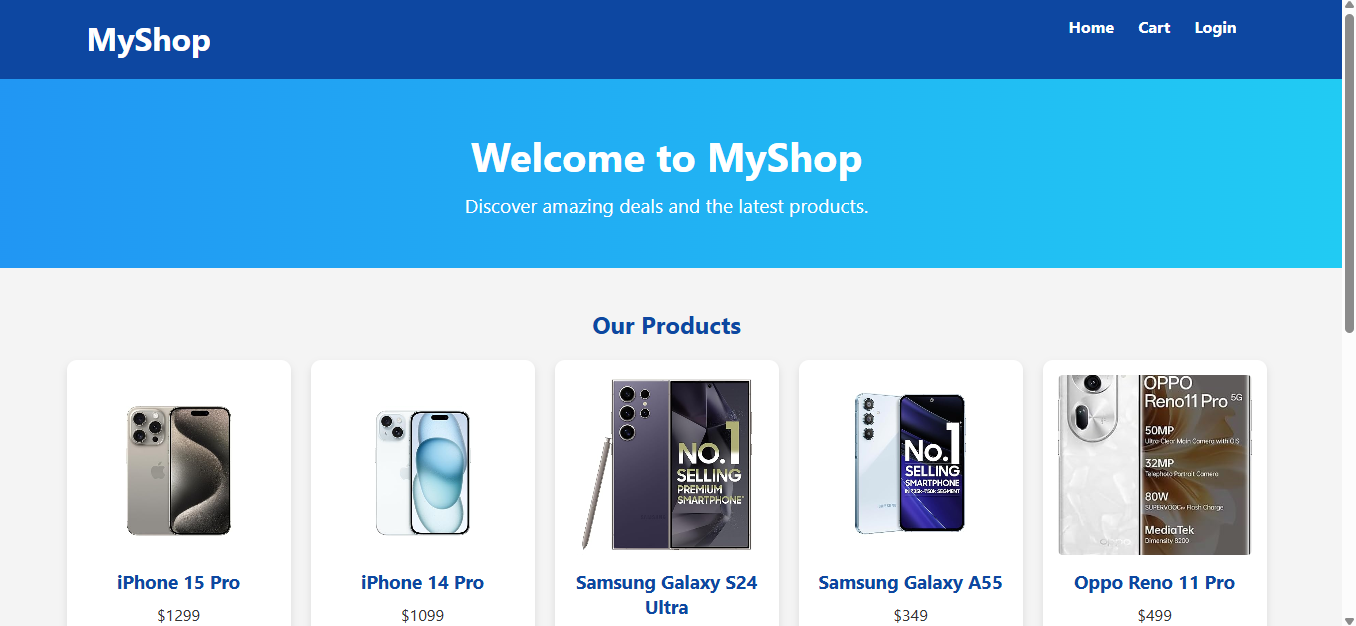 MyShop
Home Cart Login
Welcome to MyShop
Discover amazing deals and the latest products.
Our Products
NO.1
SELLING
PREMIUM
SMARTPHONE*
No.1
SELLING
SMARTPHONE
IN ₹35K-₹50K SEGMENT
OPPO
Reno11 Pro 5G
50MP
Ultra-Clear Main Camera with OIS
32MP
Telephoto Portrait Camera
80W
SUPERVOOC Flash Charge
MediaTek
Dimensity 8200
iPhone 15 Pro
$1299
iPhone 14 Pro
$1099
Samsung Galaxy S24
Ultra
Samsung Galaxy A55
$349
Oppo Reno 11 Pro
$499